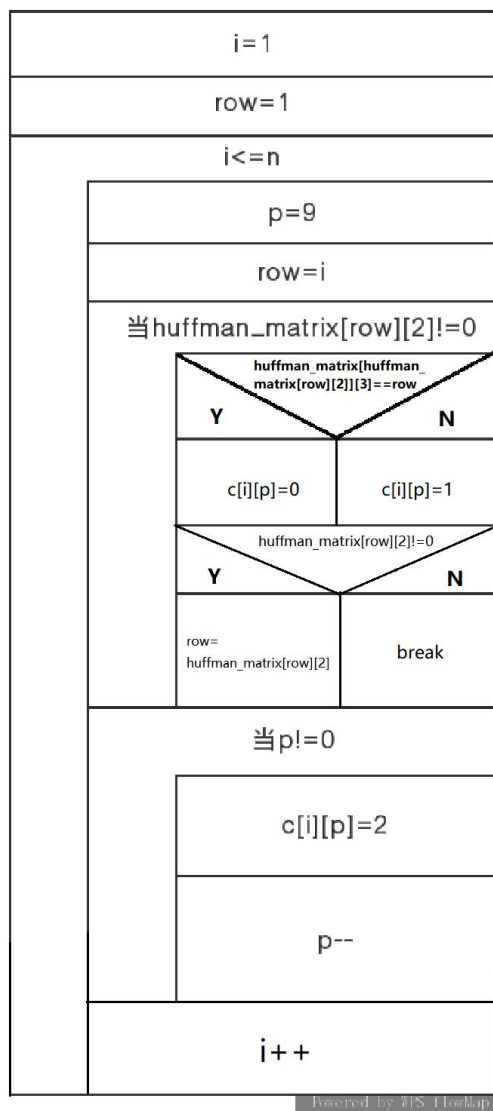 i=1
row=1
i<=n
p=9
row=i
当huffman_matrix[row][2]!=0
huffman_matrix[huffman_
matrix[row][2]][3]==row
Y
N
c[i][p]=0
c[i][p]=1
huffman_matrix[row][2]!=0
Y
N
row=
huffman_matrix[row][2]
break
当p!=0
c[i][p]=2
p--
i++
Powered by WPS flowMap